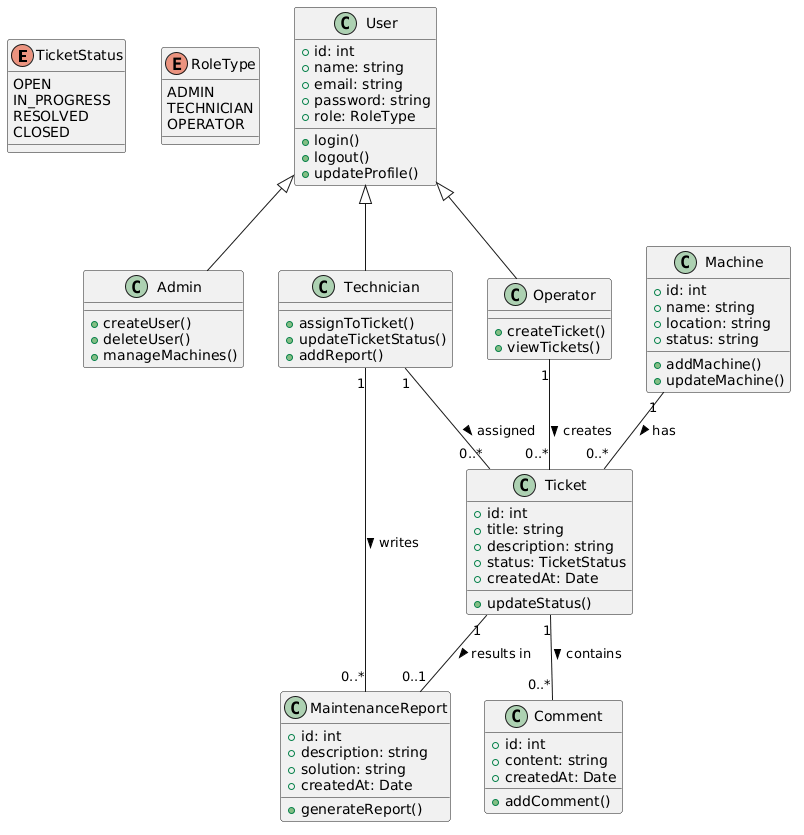 User
+ id: int
+ name: string
+ email: string
+ password: string
+ role: RoleType
+ login()
+ logout()
+ updateProfile()
E TicketStatus
OPEN
IN_PROGRESS
RESOLVED
CLOSED
E RoleType
ADMIN
TECHNICIAN
OPERATOR
C Admin
createUser()
deleteUser()
manageMachines()
C Technician
assignToTicket()
updateTicketStatus()
addReport()
C Operator
createTicket()
viewTickets()
C Machine
id: int
name: string
location: string
status: string
addMachine()
updateMachine()
1
1
1
1
assigned
creates
has
0..*
0..*
0..*
C Ticket
id: int
title: string
description: string
status: TicketStatus
createdAt: Date
updateStatus()
writes
1
1
results in
contains
0..*
0..1
0..*
C MaintenanceReport
id: int
description: string
solution: string
createdAt: Date
generateReport()
C Comment
id: int
content: string
createdAt: Date
addComment()